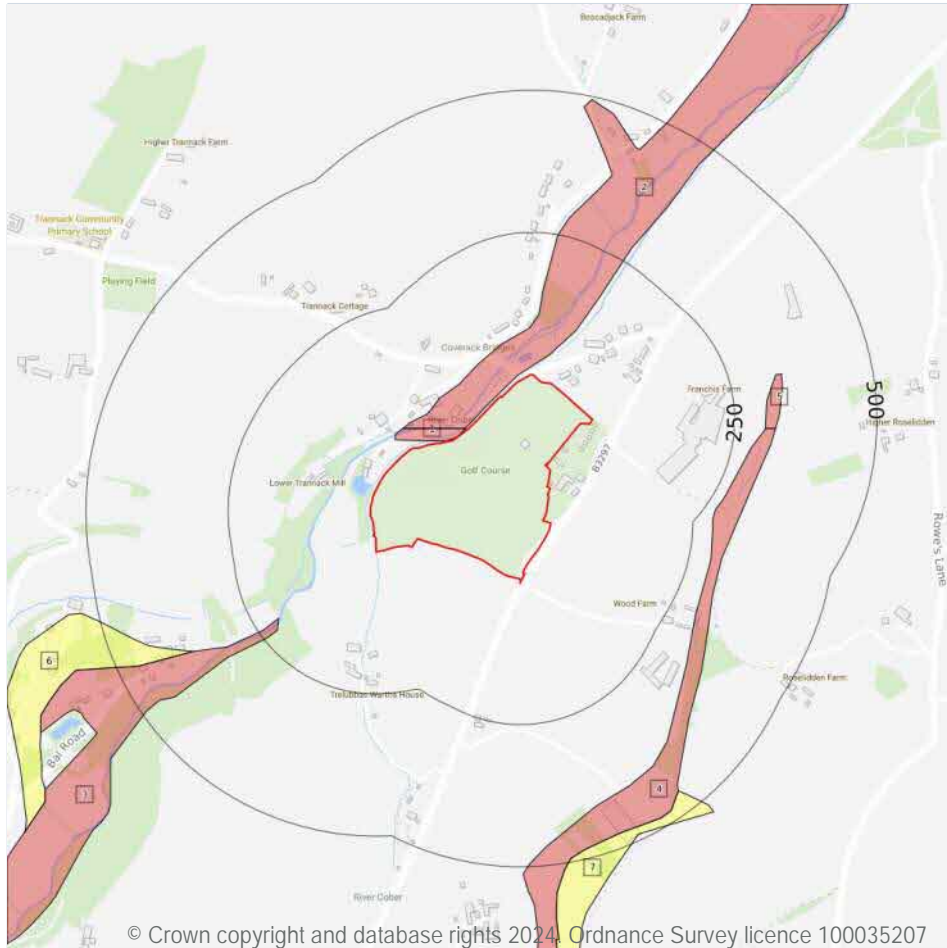 Boscadjack Farm
Higher Trannack Farm
2
Trannack Community
Primary School
Playing Field
Trannack Cottage
Coverack Bridges
Franchis Farm
5
500
250
Higher Roselidden
1
Golf Course
B3297
Lower Trannack Mill
Rowe's Lane
Wood Farm
6
Roselidden Farm
Trelubbas Wartha House
Bal Road
3
4
7
River Cober
© Crown copyright and database rights 2024. Ordnance Survey licence 100035207